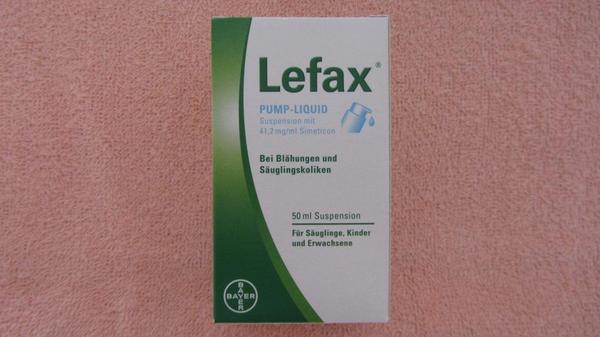 Lefax®
PUMP-LIQUID
Suspension mit
41,2 mg/ml Simeticon
Bei Blähungen und
Säuglingskoliken
50 ml Suspension
Für Säuglinge, Kinder
und Erwachsene
BAYER
BAYER